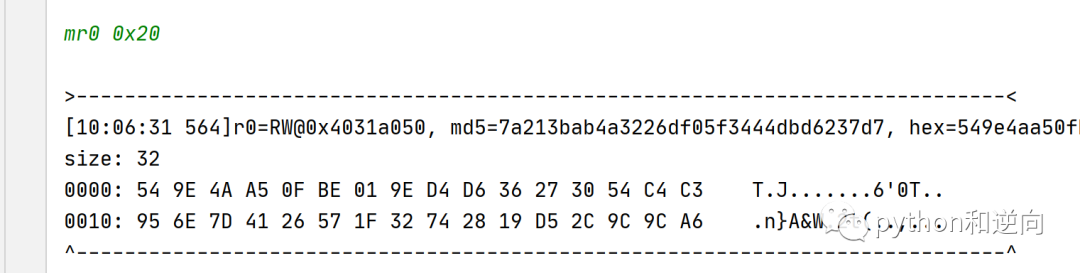 mr0 0x20
>-----------------------------------------------------------------------------<
[10:06:31 564]r0=RW@0x4031a050, md5=7a213bab4a3226df05f3444dbd6237d7, hex=549e4aa50f
size: 32
0000: 54 9E 4A A5 0F BE 01 9E D4 D6 36 27 30 54 C4 C3    T.J.......6'0T..
0010: 95 6E 7D 41 26 57 1F 32 74 28 19 D5 2C 9C 9C A6    .n}A&W.2t(..,...
python和逆向
^-----------------------------------------------------------------------------^